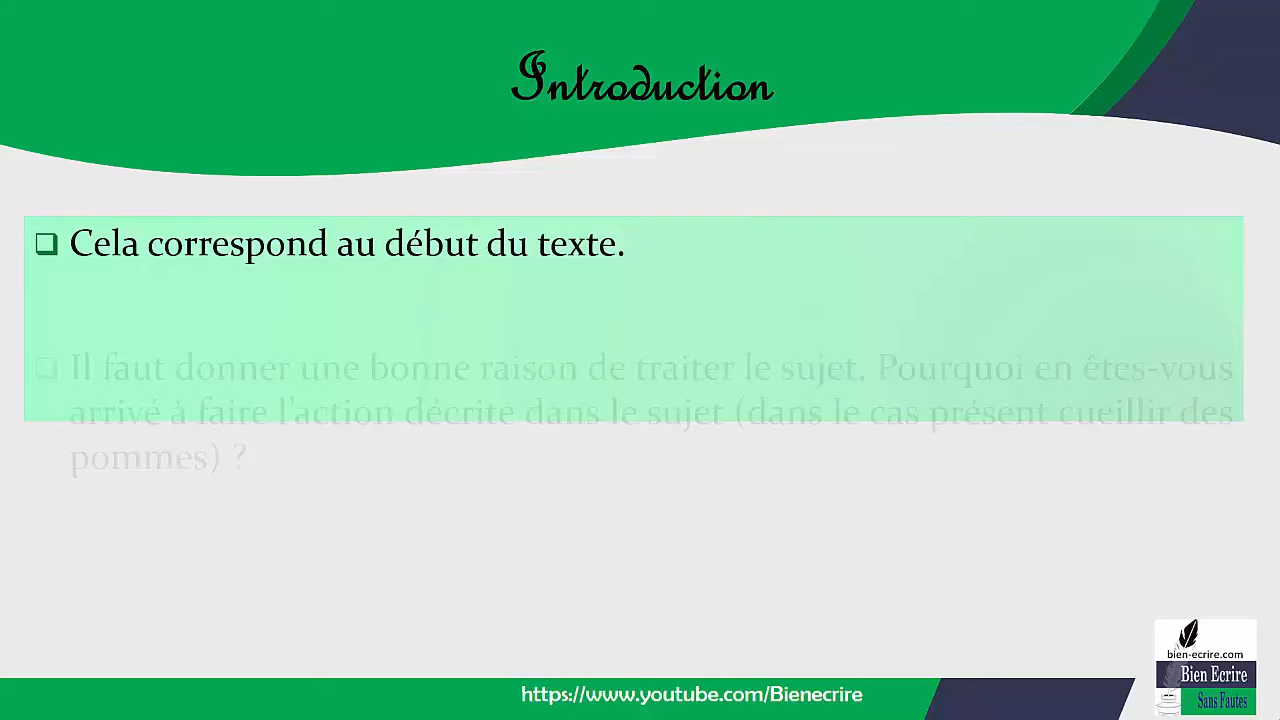 Introduction
Cela correspond au début du texte.
Il faut donner une bonne raison de traiter le sujet. Pourquoi en êtes-vous
arrivé à faire l'action décrite dans le sujet (dans le cas présent cueillir des
pommes) ?
bien-ecrire.com
Bien Ecrire
Sans Fautes
https://www.youtube.com/Bienecrire